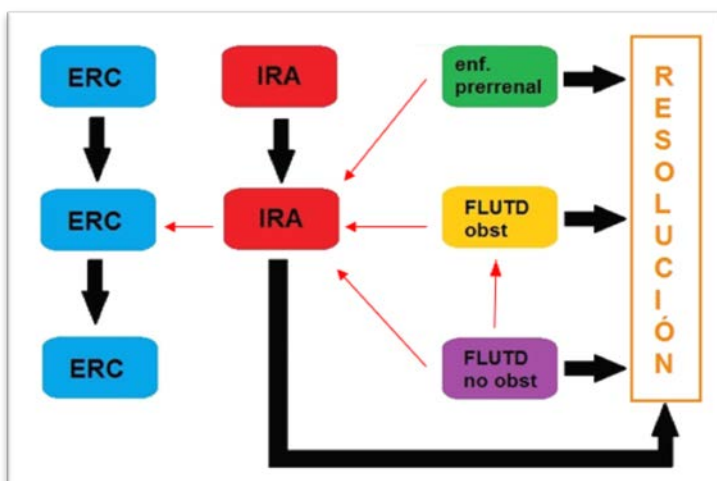 ERC
IRA
enf.
prerrenal
ERC
IRA
FLUTD
obst
ERC
FLUTD
no obst
RESOLUCIÓN